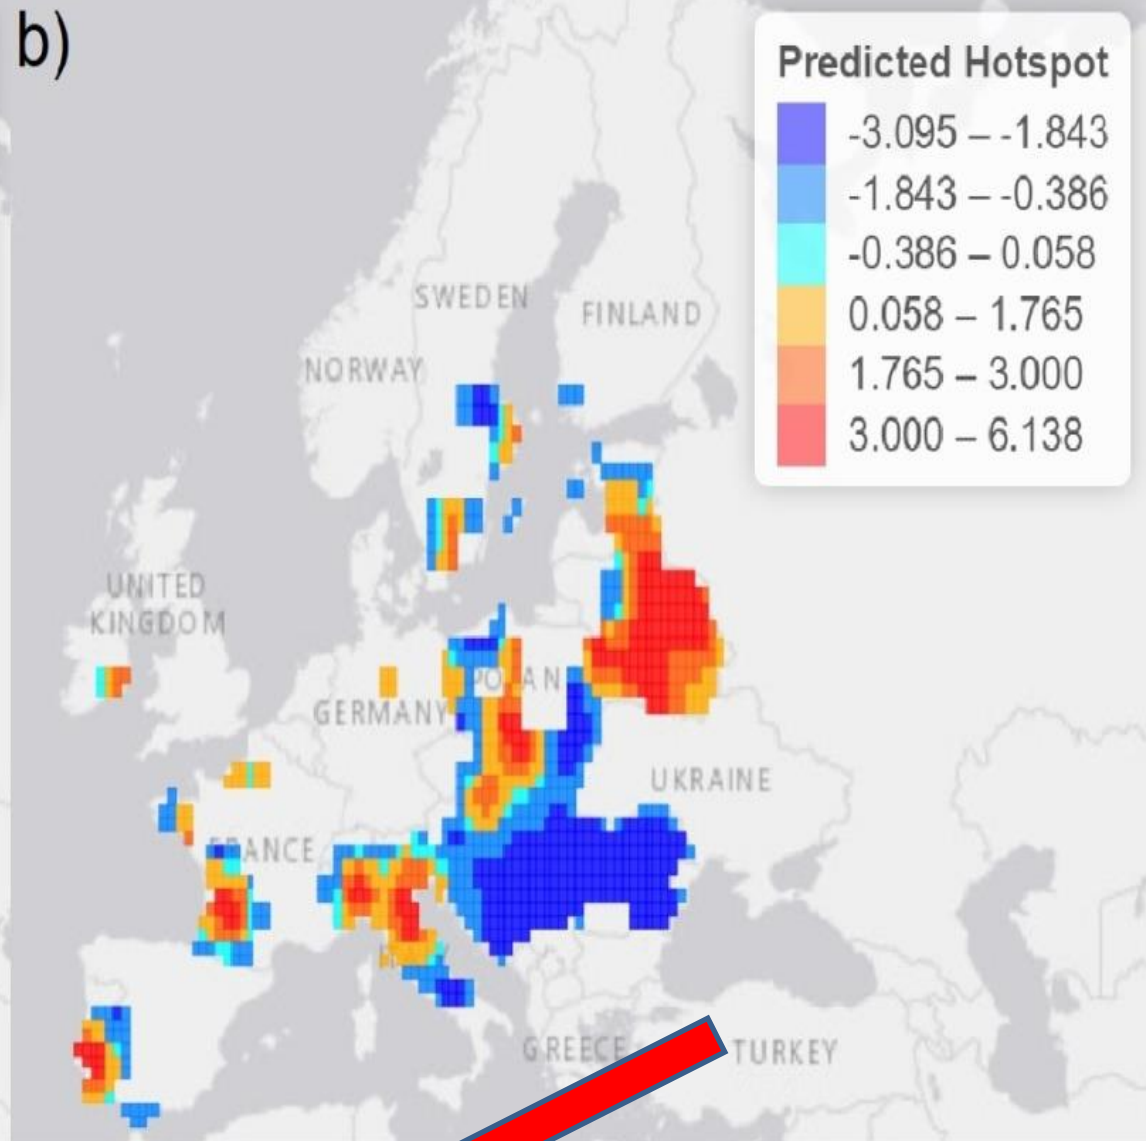 b)
Predicted Hotspot
-3.095 – -1.843
-1.843 – -0.386
-0.386 – 0.058
0.058 – 1.765
1.765 – 3.000
3.000 – 6.138
SWEDEN
FINLAND
NORWAY
UNITED
KINGDOM
GERMANY
UKRAINE
FRANCE
GREECE
TURKEY